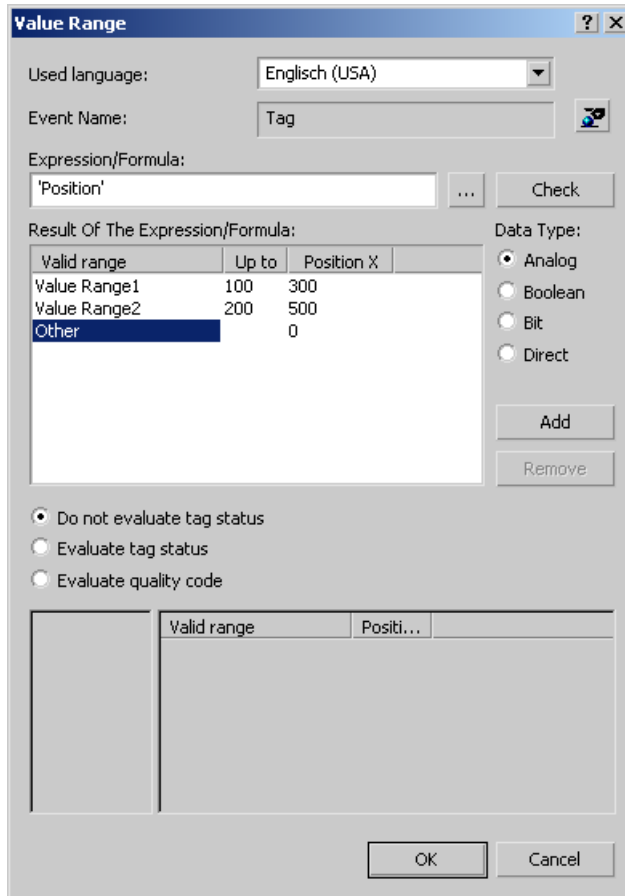 Value Range
Used language: Englisch (USA)
Event Name: Tag
Expression/Formula:
'Position' ... Check
Result Of The Expression/Formula: Data Type:
Valid range Up to Position X
Value Range1 100 300
Value Range2 200 500
Other 0
Analog
Boolean
Bit
Direct
Add
Remove
Do not evaluate tag status
Evaluate tag status
Evaluate quality code
Valid range Positi...
OK Cancel